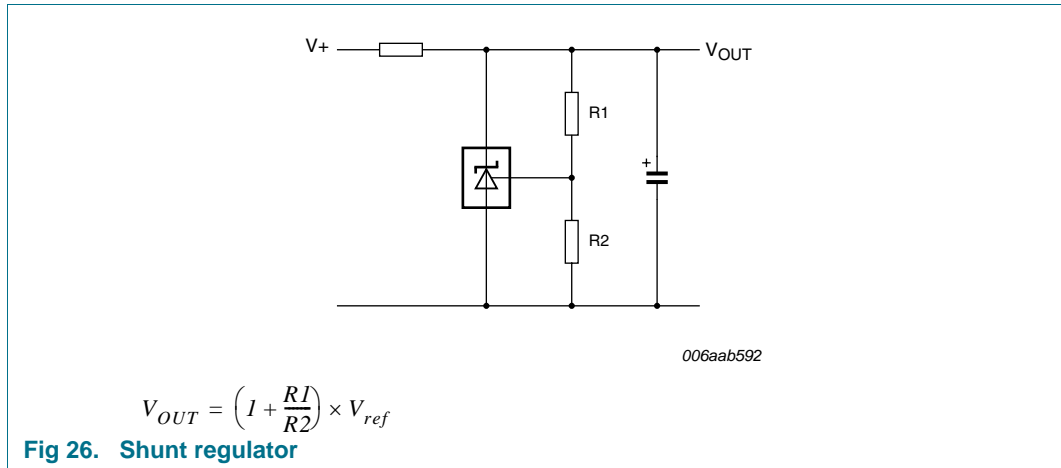 V+
VOUT
R1
+
R2
006aab592
VOUT = (1 + R1/R2) × Vref
Fig 26. Shunt regulator